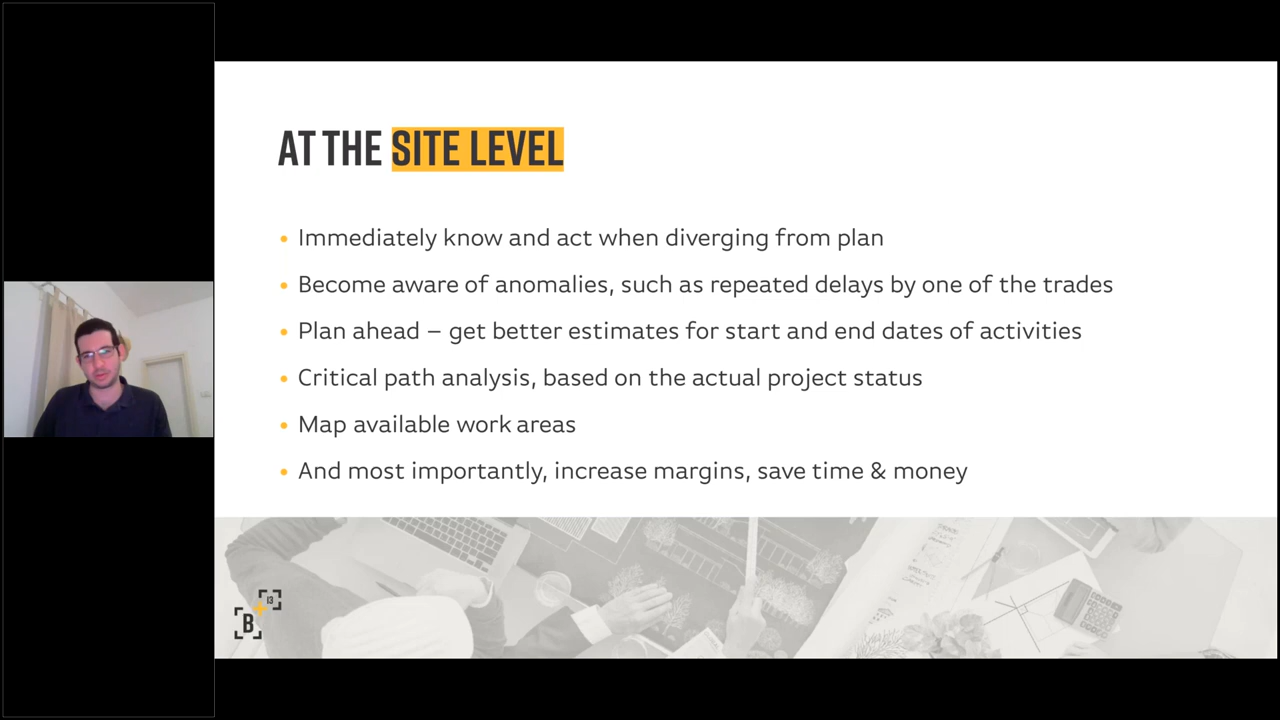 AT THE SITE LEVEL
• Immediately know and act when diverging from plan
• Become aware of anomalies, such as repeated delays by one of the trades
• Plan ahead – get better estimates for start and end dates of activities
• Critical path analysis, based on the actual project status
• Map available work areas
• And most importantly, increase margins, save time & money
13
B